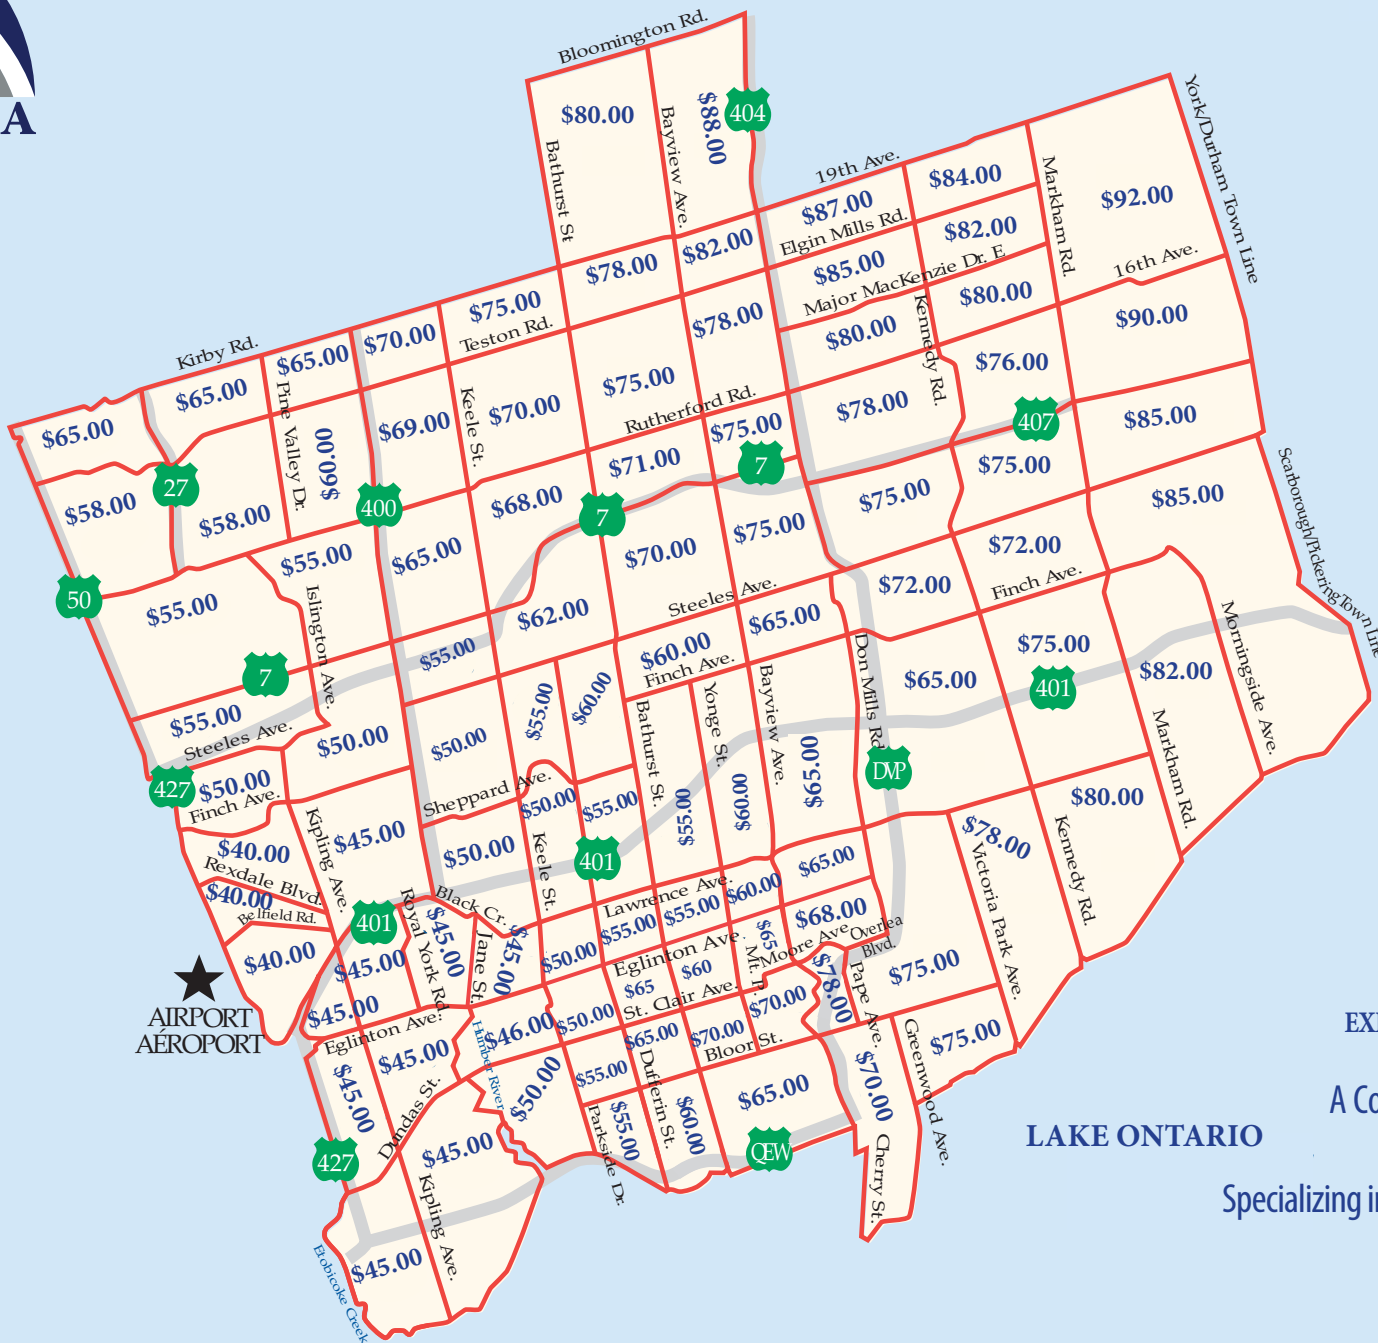 A
Bloomington Rd.
$80.00
$88.00
404
Bathurst St
Bayview Ave.
19th Ave.
$87.00
$84.00
Markham Rd.
$92.00
York/Durham Town Line
Elgin Mills Rd.
$82.00
$78.00
$82.00
$85.00
Major MacKenzie Dr. E
$80.00
16th Ave.
$90.00
$75.00
Teston Rd.
$78.00
$80.00
Kennedy Rd.
$76.00
Kirby Rd.
$65.00
$70.00
$65.00
Pine Valley Dr.
$60.00
$69.00
Keele St.
$70.00
$75.00
Rutherford Rd.
$75.00
$78.00
407
$85.00
$65.00
$58.00
27
$58.00
400
$68.00
$71.00
7
7
$75.00
$75.00
$85.00
Scarborough/Pickering Town Line
50
$55.00
$55.00
$65.00
$70.00
$75.00
$72.00
$72.00
Finch Ave.
Islington Ave.
$62.00
Steeles Ave.
$65.00
7
$55.00
$60.00
Finch Ave.
Don Mills Rd.
$65.00
$75.00
401
$82.00
Morningside Ave.
$55.00
Steeles Ave.
$50.00
$50.00
$55.00
$60.00
Bathurst St.
Yonge St.
Bayview Ave.
$65.00
DVP
Markham Rd.
427
$50.00
Finch Ave.
Sheppard Ave.
$50.00
$55.00
$55.00
$60.00
$80.00
Kipling Ave.
$45.00
$50.00
Keele St.
401
$65.00
$78.00
Victoria Park Ave.
Kennedy Rd.
$40.00
Rexdale Blvd.
$40.00
Belfield Rd.
401
Royal York Rd.
Black Cr.
$45.00
Jane St.
$45.00
Lawrence Ave.
$60.00
$55.00
$55.00
$68.00
$40.00
$45.00
$50.00
Eglinton Ave.
$65
Mt. P.
Moore Ave.
Overlea
Blvd.
$75.00
$60
$65
St. Clair Ave.
$70.00
$78.00
Pape Ave.
AIRPORT
AÉROPORT
$45.00
Eglinton Ave.
Humber River
$46.00
$50.00
$65.00
$70.00
Bloor St.
Greenwood Ave.
$75.00
$45.00
$45.00
Dundas St.
$50.00
$55.00
Dufferin St.
$65.00
$70.00
427
$45.00
Parkside Dr.
$55.00
$60.00
QEW
Cherry St.
Kipling Ave.
$45.00
Etobicoke Creek
LAKE ONTARIO
EX
A Co
Specializing i